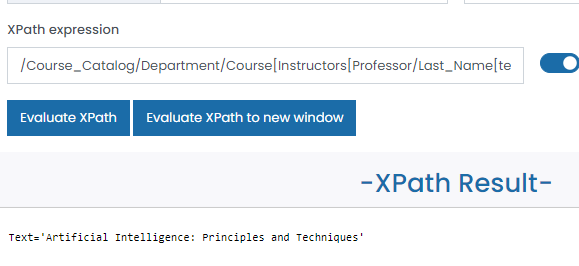 XPath expression
/Course_Catalog/Department/Course[Instructors[Professor/Last_Name[te
Evaluate XPath
Evaluate XPath to new window
-XPath Result-
Text='Artificial Intelligence: Principles and Techniques'